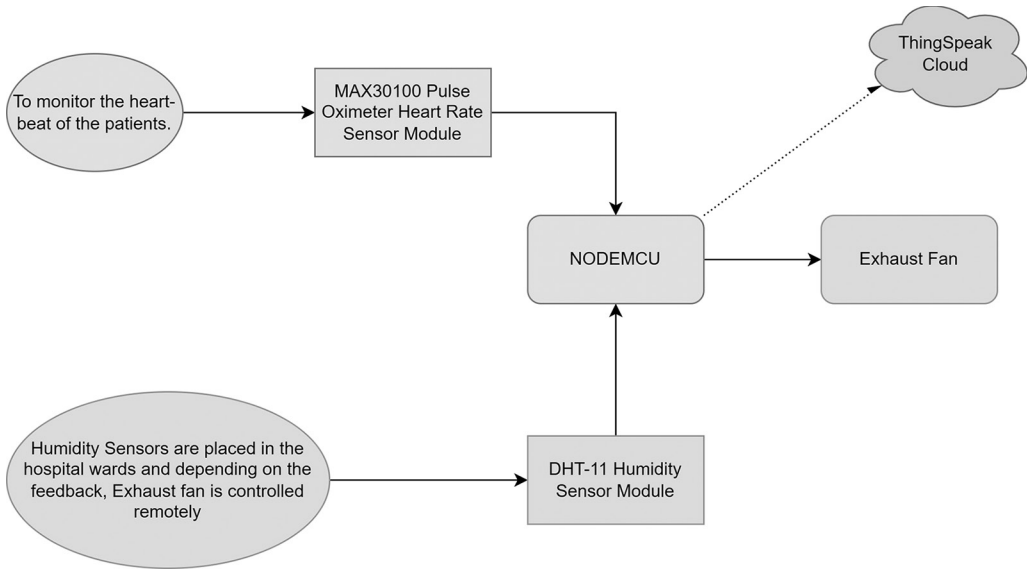 ThingSpeak
Cloud
To monitor the heart-
beat of the patients.
MAX30100 Pulse
Oximeter Heart Rate
Sensor Module
NODEMCU
Exhaust Fan
Humidity Sensors are placed in the
hospital wards and depending on the
feedback, Exhaust fan is controlled
remotely
DHT-11 Humidity
Sensor Module